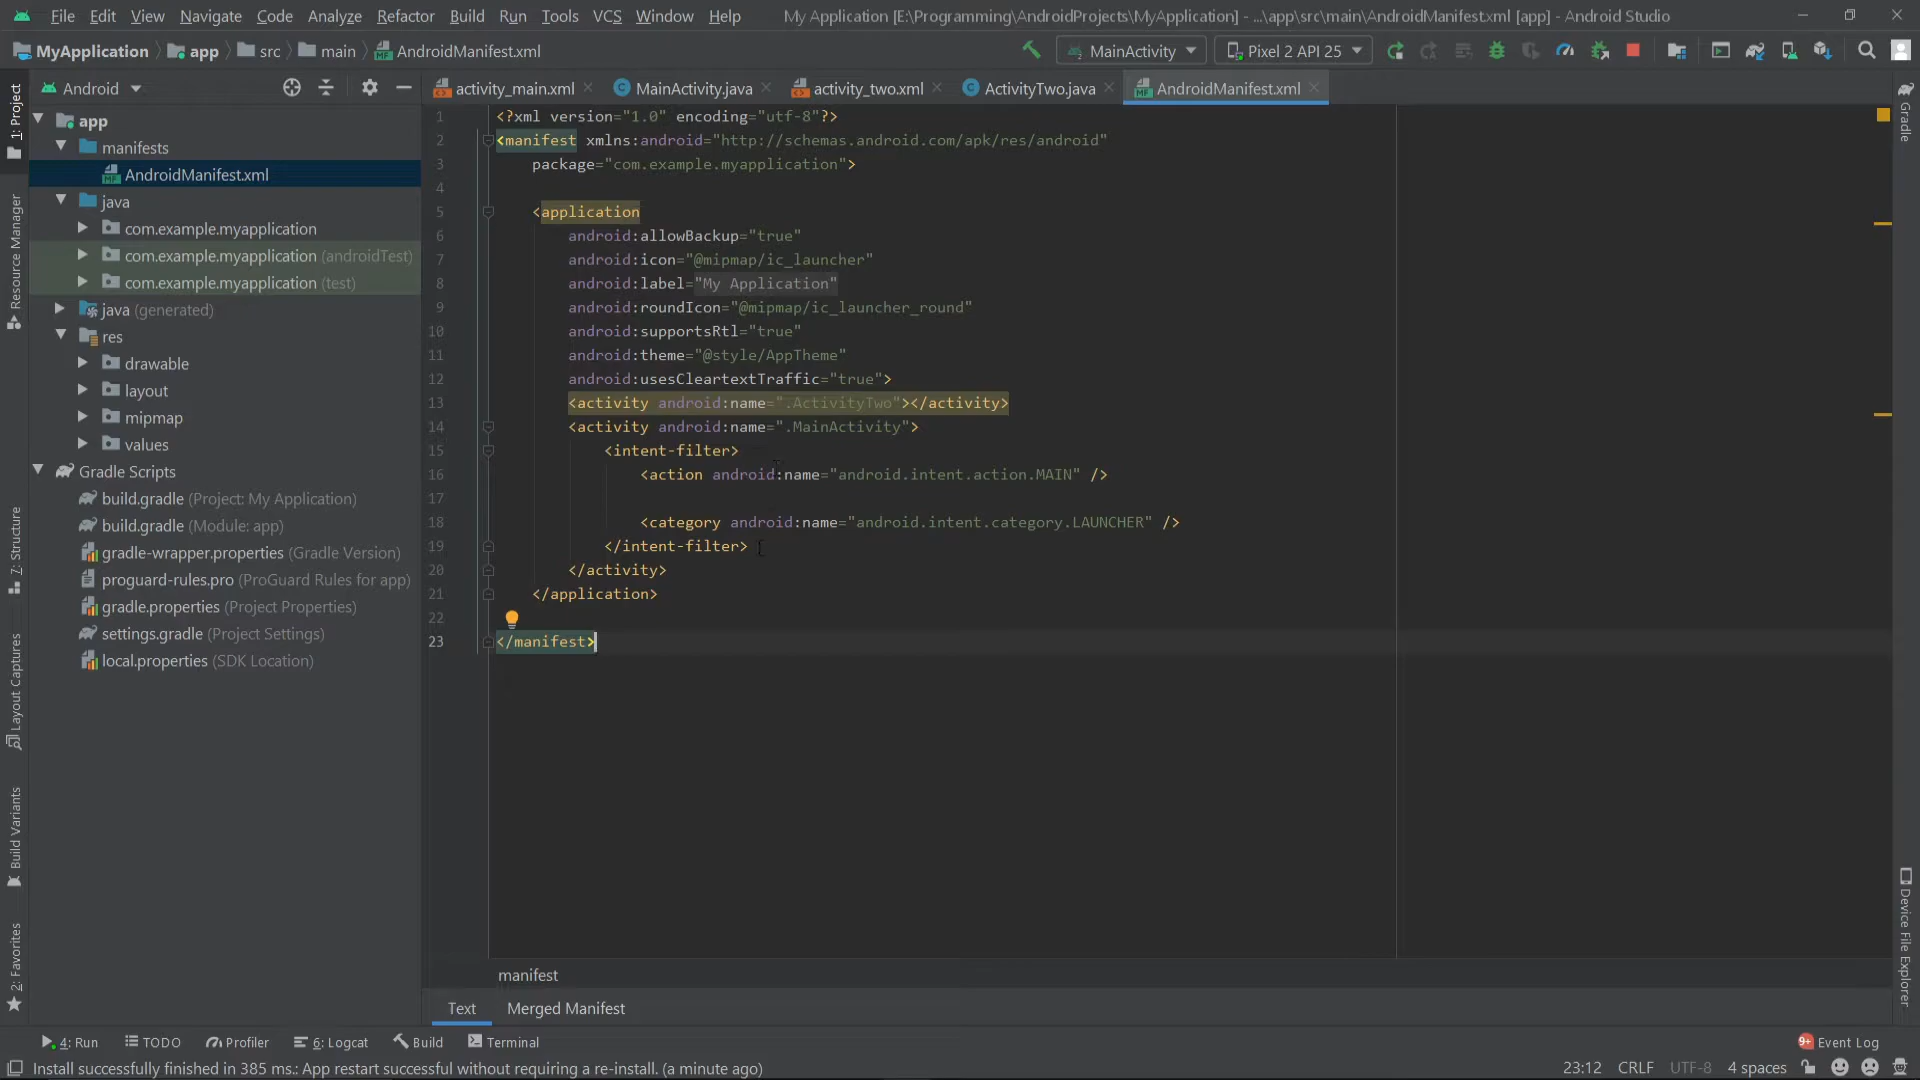 File Edit View Navigate Code Analyze Refactor Build Run Tools VCS Window Help My Application [E:\Programming\AndroidProjects\MyApplication] - ...\app\src\main\AndroidManifest.xml [app] - Android Studio
MyApplication app src main AndroidManifest.xml MainActivity Pixel 2 API 25
Android
activity_main.xml MainActivity.java activity_two.xml ActivityTwo.java AndroidManifest.xml
1: Project
Resource Manager
7: Structure
Layout Captures
Build Variants
2: Favorites
app
manifests
AndroidManifest.xml
java
com.example.myapplication
com.example.myapplication (androidTest)
com.example.myapplication (test)
java (generated)
res
drawable
layout
mipmap
values
Gradle Scripts
build.gradle (Project: My Application)
build.gradle (Module: app)
gradle-wrapper.properties (Gradle Version)
proguard-rules.pro (ProGuard Rules for app)
gradle.properties (Project Properties)
settings.gradle (Project Settings)
local.properties (SDK Location)
1 <?xml version="1.0" encoding="utf-8"?>
2 <manifest xmlns:android="http://schemas.android.com/apk/res/android"
3 package="com.example.myapplication">
4
5 <application
6 android:allowBackup="true"
7 android:icon="@mipmap/ic_launcher"
8 android:label="My Application"
9 android:roundIcon="@mipmap/ic_launcher_round"
10 android:supportsRtl="true"
11 android:theme="@style/AppTheme"
12 android:usesCleartextTraffic="true">
13 <activity android:name=".ActivityTwo"></activity>
14 <activity android:name=".MainActivity">
15 <intent-filter>
16 <action android:name="android.intent.action.MAIN" />
17
18 <category android:name="android.intent.category.LAUNCHER" />
19 </intent-filter>
20 </activity>
21 </application>
22
23 </manifest>
manifest
Text Merged Manifest
Gradle
Device File Explorer
4: Run TODO Profiler 6: Logcat Build Terminal 9+ Event Log
Install successfully finished in 385 ms.: App restart successful without requiring a re-install. (a minute ago) 23:12 CRLF UTF-8 4 spaces